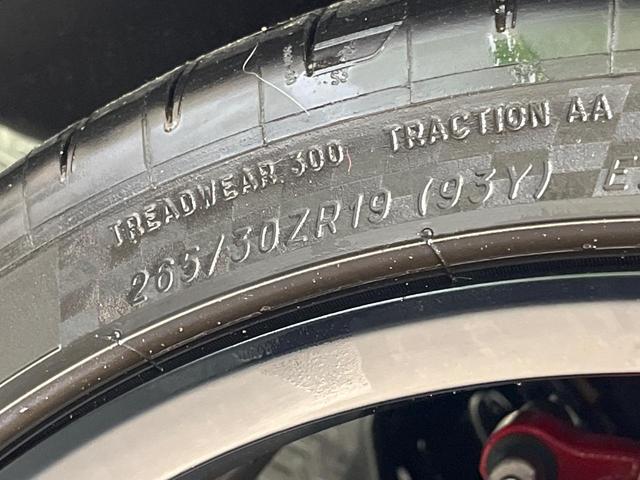 TREADWEAR 300 TRACTION AA
265/30ZR19 (93Y)